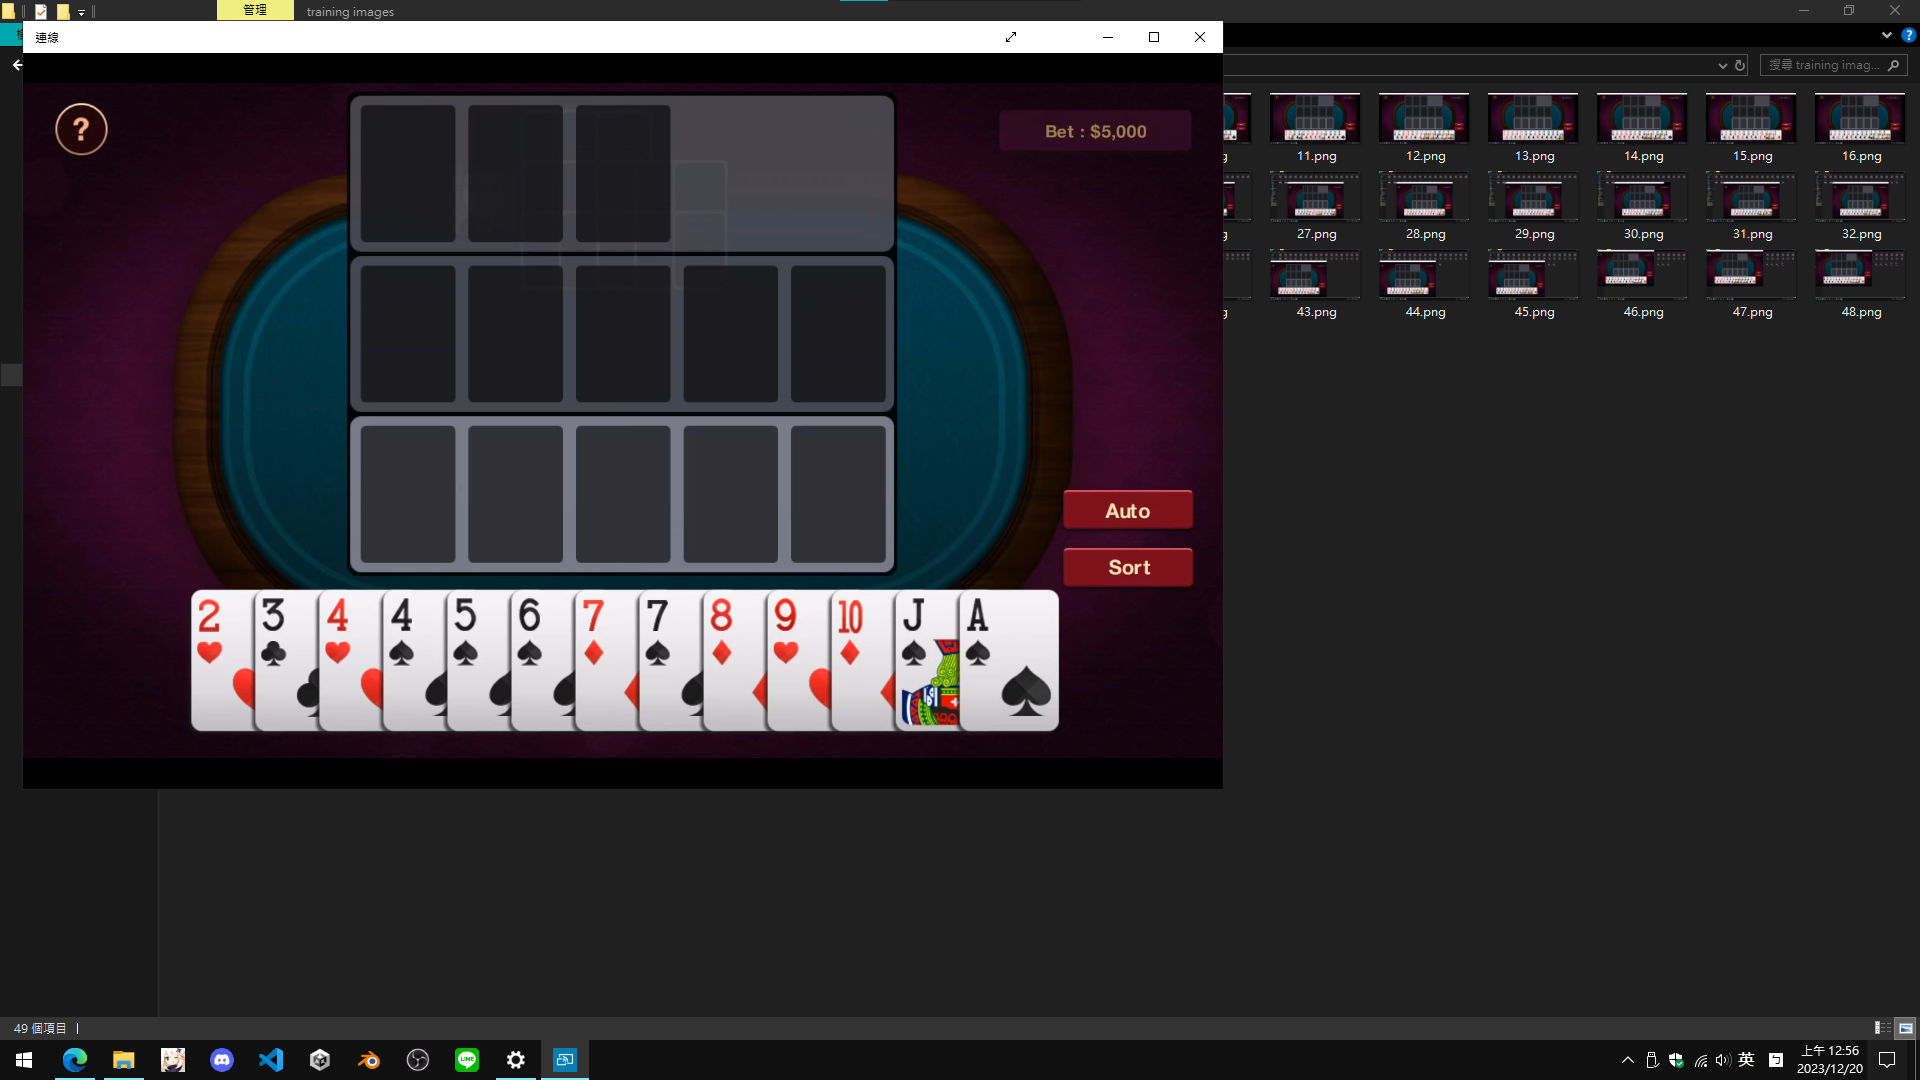 管理
training images
連線
搜尋 training imag...
?
Bet : $5,000
Auto
Sort
2
3
4
4
5
6
7
7
8
9
10
J
A
11.png
12.png
13.png
14.png
15.png
16.png
27.png
28.png
29.png
30.png
31.png
32.png
43.png
44.png
45.png
46.png
47.png
48.png
49 個項目
LINE
英
上午 12:56
2023/12/20